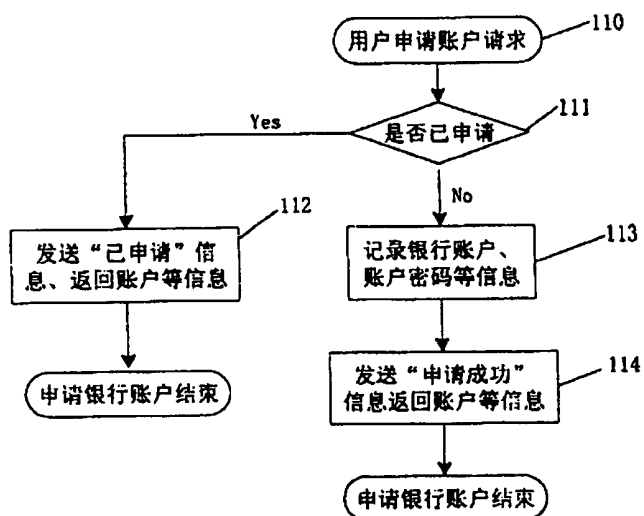 用户申请账户请求
110
是否已申请
111
Yes
No
112
发送“已申请”信
息、返回账户等信息
记录银行账户、
账户密码等信息
113
申请银行账户结束
发送“申请成功”
信息返回账户等信息
114
申请银行账户结束